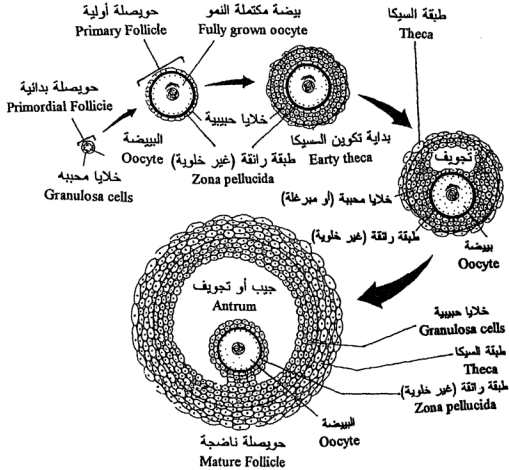 حويصلة أولية
Primary Follicle
بيضة مكتملة النمو
Fully grown oocyte
طبقة السيكا
Theca
حويصلة بدائية
Primordial Follicie
خلايا حبيبية
البييضة
Oocyte
طبقة رائقة (غير خلوية)
Zona pellucida
بداية تكوين السيكا
Earty theca
خلايا محببه
Granulosa cells
تجويف
خلايا محببة (أو مبرغلة)
طبقة رائقة (غير خلوية)
بييضة
Oocyte
جيب أو تجويف
Antrum
خلايا حبيبية
Granulosa cells
طبقة السيكا
Theca
طبقة رائقة (غير خلوية)
Zona pellucida
البييضة
Oocyte
حويصلة ناضجة
Mature Follicle